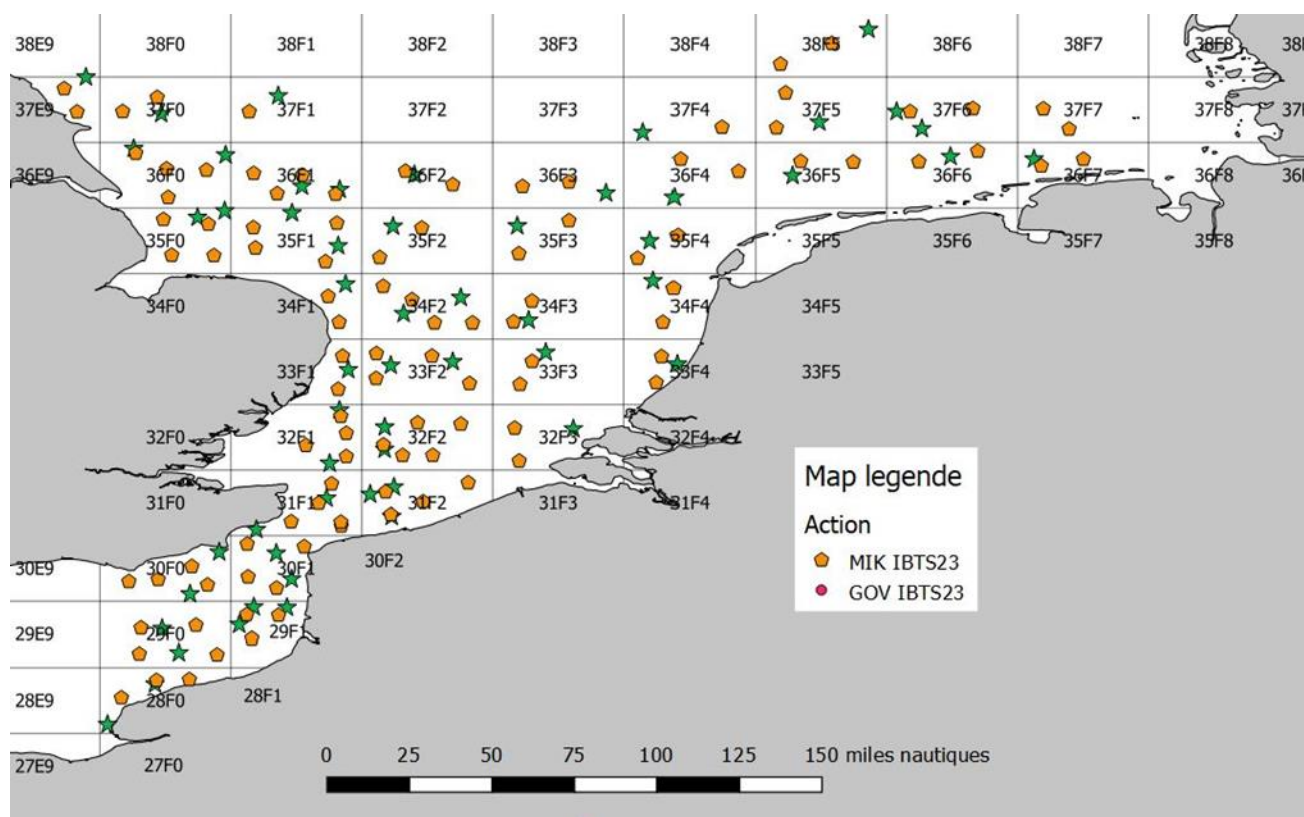 38E9 38F0 38F1 38F2 38F3 38F4 38F5 38F6 38F7 38F8
37E9 37F0 37F1 37F2 37F3 37F4 37F5 37F6 37F7 37F8
36E9 36F0 36F1 36F2 36F3 36F4 36F5 36F6 36F7 36F8
35F0 35F1 35F2 35F3 35F4 35F5 35F6 35F7 35F8
34F0 34F1 34F2 34F3 34F4 34F5
33F1 33F2 33F3 33F4 33F5
32F0 32F1 32F2 32F3 32F4
31F0 31F1 31F2 31F3 31F4
30E9 30F0 30F1 30F2
29E9 29F0 29F1
28E9 28F0 28F1
27E9 27F0
Map legende
Action
MIK IBTS23
GOV IBTS23
0 25 50 75 100 125 150 miles nautiques